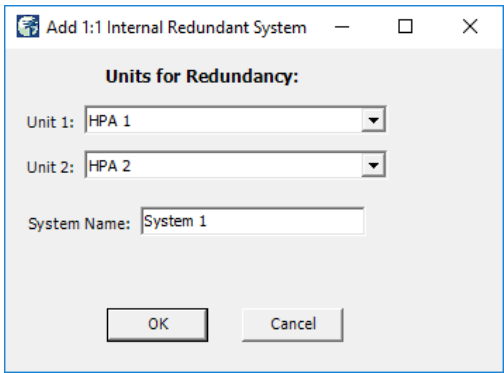 Add 1:1 Internal Redundant System
Units for Redundancy:
Unit 1: HPA 1
Unit 2: HPA 2
System Name: System 1
OK Cancel